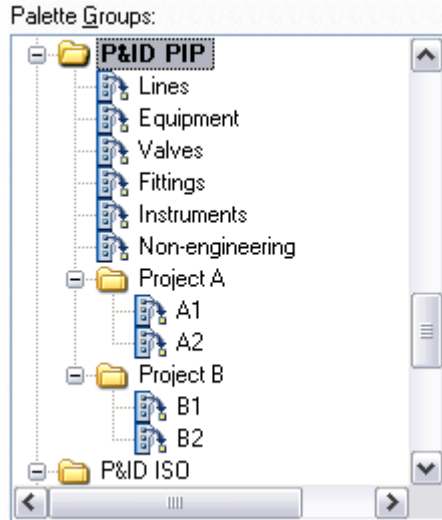 Palette Groups:
P&ID PIP
Lines
Equipment
Valves
Fittings
Instruments
Non-engineering
Project A
A1
A2
Project B
B1
B2
P&ID ISO